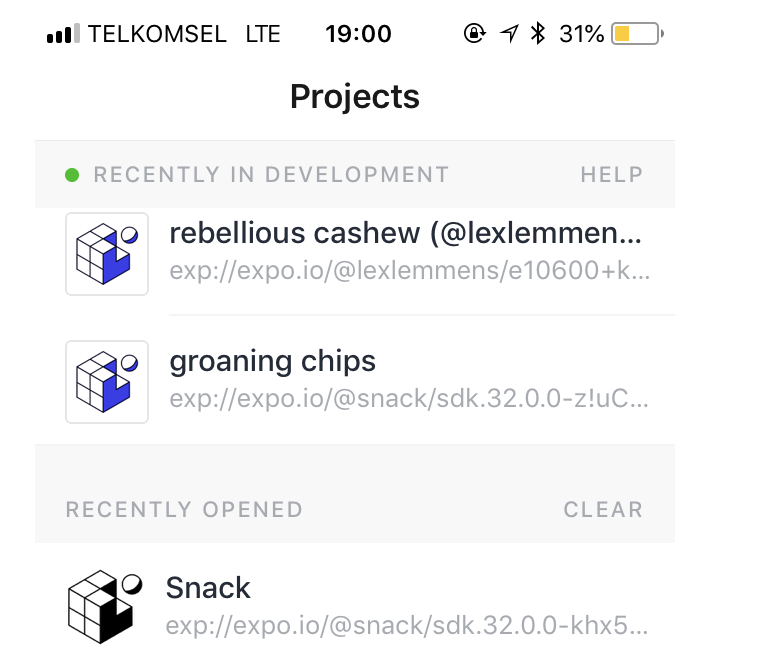 TELKOMSEL LTE 19:00 31%
Projects
RECENTLY IN DEVELOPMENT HELP
rebellious cashew (@lexlemmen...
exp://expo.io/@lexlemmens/e10600+k...
groaning chips
exp://expo.io/@snack/sdk.32.0.0-z!uC...
RECENTLY OPENED CLEAR
Snack
exp://expo.io/@snack/sdk.32.0.0-khx5...